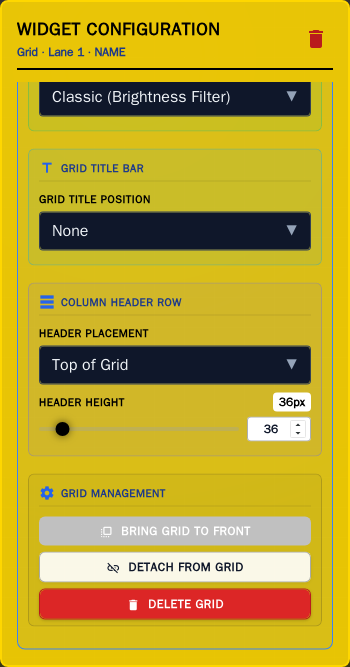 WIDGET CONFIGURATION
Grid · Lane 1 · NAME
Classic (Brightness Filter)
GRID TITLE BAR
GRID TITLE POSITION
None
COLUMN HEADER ROW
HEADER PLACEMENT
Top of Grid
HEADER HEIGHT 36px
36
GRID MANAGEMENT
BRING GRID TO FRONT
DETACH FROM GRID
DELETE GRID